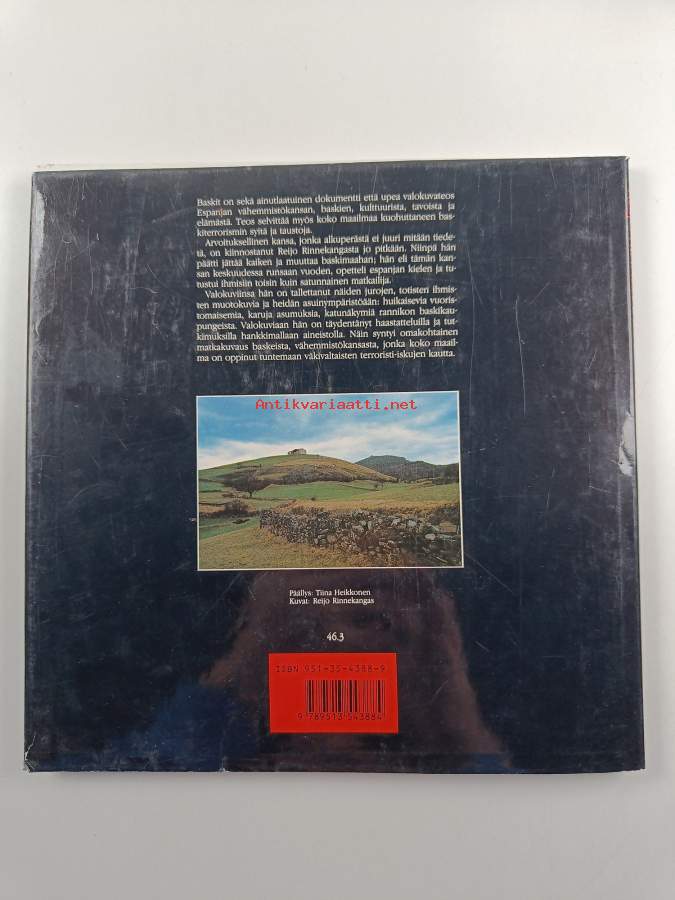 Baskit on sekä ainutlaatuinen dokumentti että upea valokuvateos
Espanjan vähemmistökansan, baskien, kulttuurista, tavoista ja
elämästä. Teos selvittää myös koko maailmaa kuohuttaneen bas-
kiterrorismin syitä ja taustoja.
Arvoituksellinen kansa, jonka alkuperästä ei juuri mitään tiede-
tä, on kiinnostanut Reijo Rinnekangasta jo pitkään. Niinpä hän
päätti jättää kaiken ja muuttaa baskimaahan; hän eli tämän kan-
san keskuudessa runsaan vuoden, opetteli espanjan kielen ja tu-
tustui ihmisiin toisin kuin satunnainen matkailija.
Valokuviinsa hän on tallettanut näiden jurojen, totisten ihmis-
ten muotokuvia ja heidän asuinympäristöään: huikaisevia vuoris-
tomaisemia, karuja asumuksia, katunäkymiä rannikon baskikau-
pungeista. Valokuviaan hän on täydentänyt haastatteluilla ja tut-
kimuksilla hankkimallaan aineistolla. Näin syntyi omakohtainen
matkakuvaus baskeista, vähemmistökansasta, jonka koko maail-
ma on oppinut tuntemaan väkivaltaisten terroristi-iskujen kautta.
Antikvariaatti.net
Päällys: Tiina Heikkonen
Kuvat: Reijo Rinnekangas
46.3
ISBN 951-35-4388-9
9 789513 543884